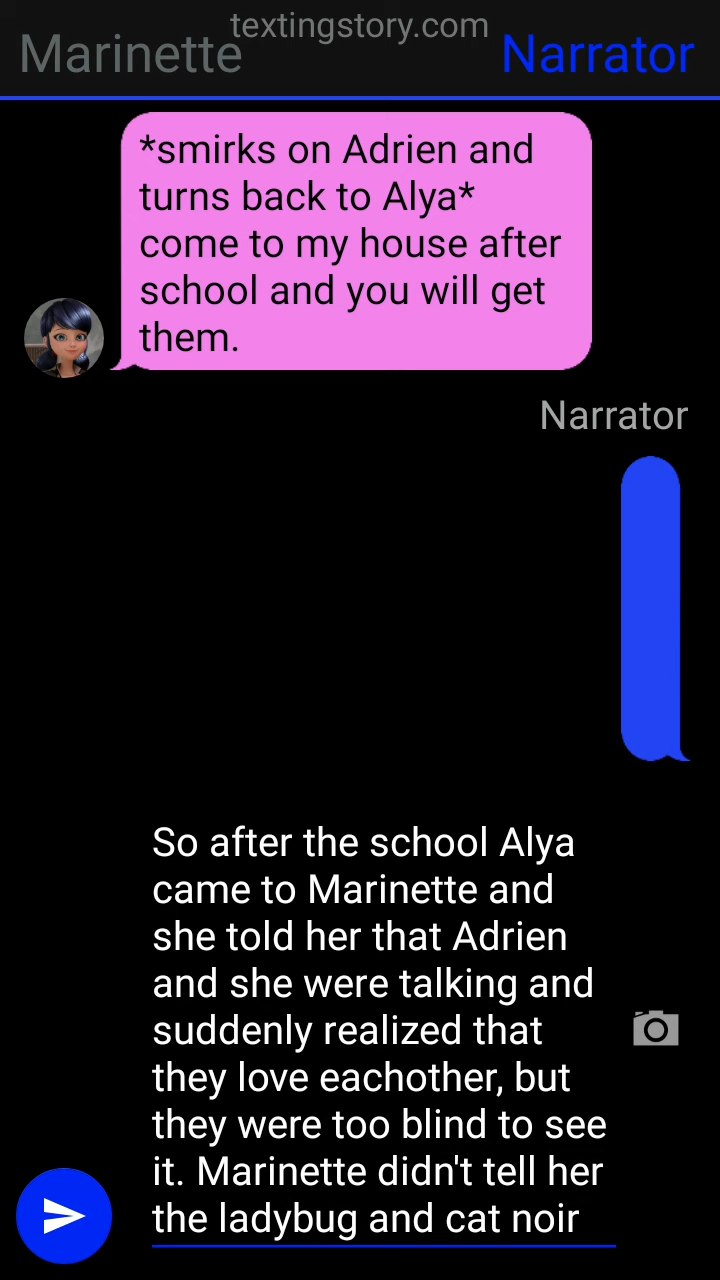 textingstory.com
Marinette
Narrator
*smirks on Adrien and
turns back to Alya*
come to my house after
school and you will get
them.
Narrator
So after the school Alya
came to Marinette and
she told her that Adrien
and she were talking and
suddenly realized that
they love eachother, but
they were too blind to see
it. Marinette didn't tell her
the ladybug and cat noir